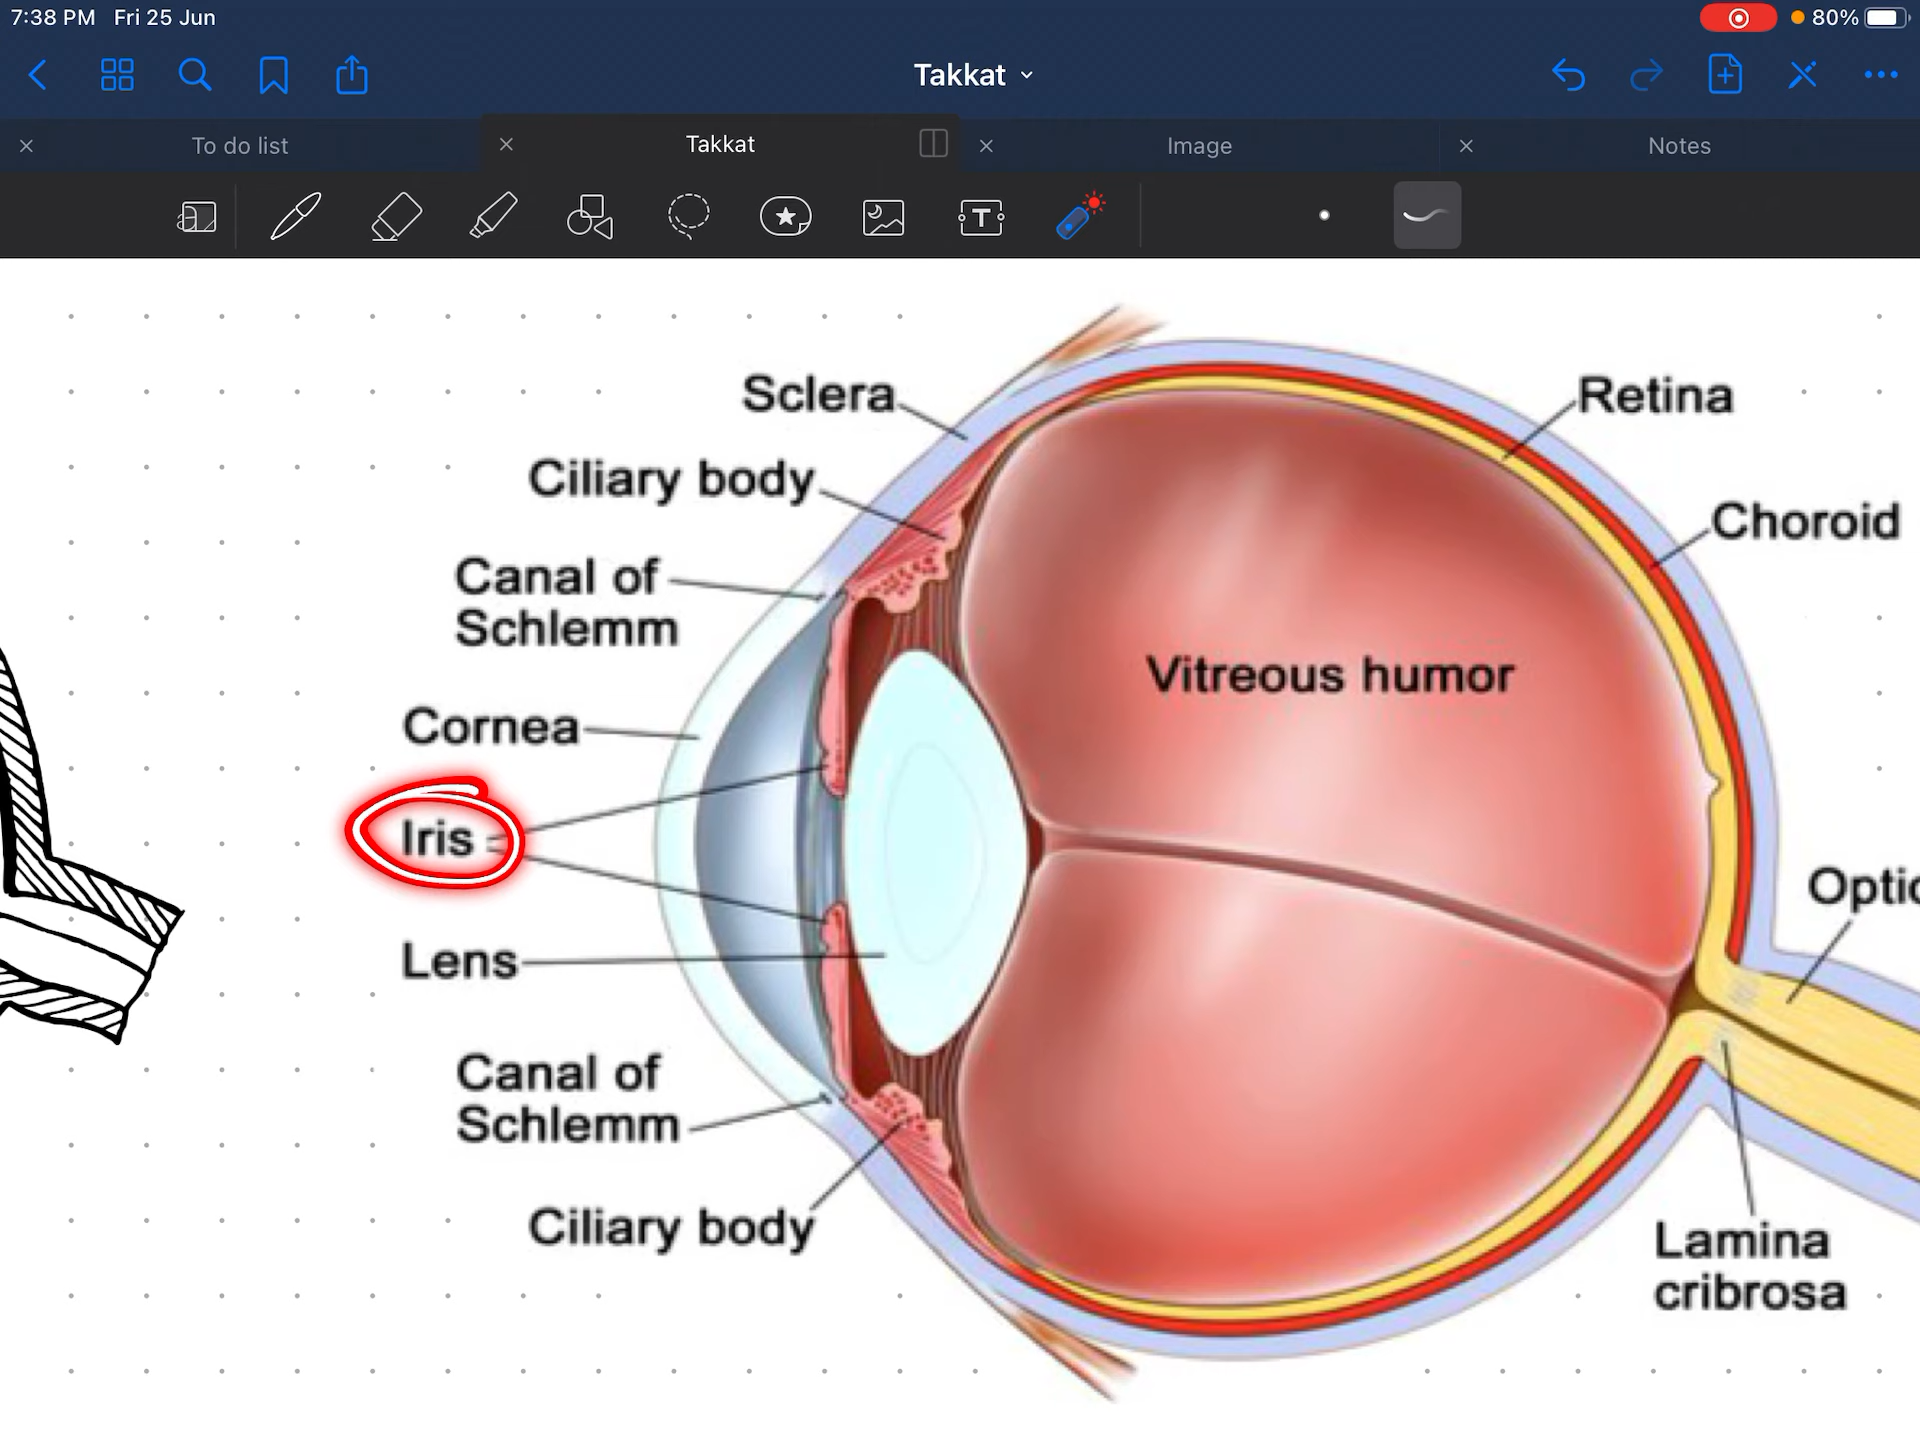 7:38 PM Fri 25 Jun
80%
Takkat
To do list
Takkat
Image
Notes
Sclera
Retina
Ciliary body
Choroid
Canal of
Schlemm
Vitreous humor
Cornea
Iris
Optic
Lens
Canal of
Schlemm
Ciliary body
Lamina
cribrosa